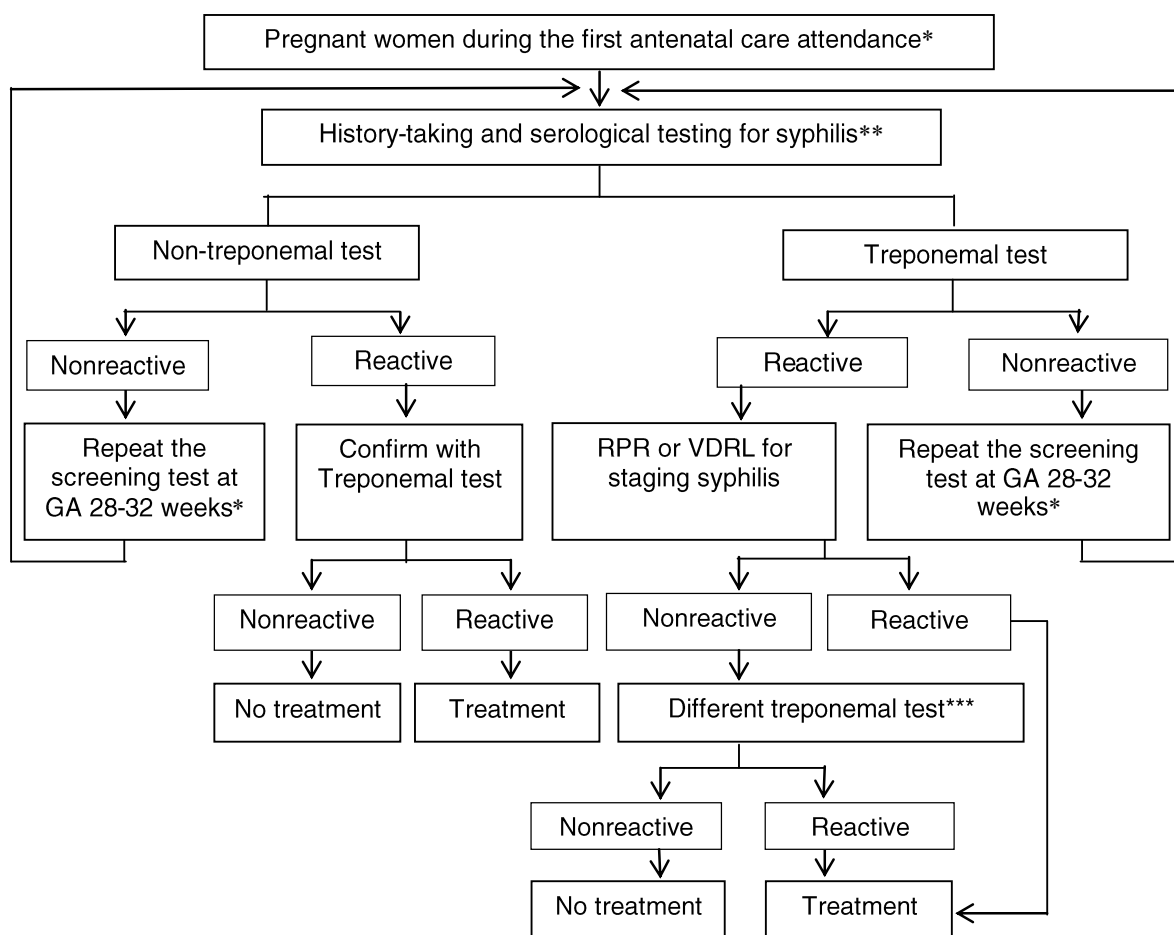 Pregnant women during the first antenatal care attendance*
History-taking and serological testing for syphilis**
Non-treponemal test
Treponemal test
Nonreactive
Reactive
Reactive
Nonreactive
Repeat the
screening test at
GA 28-32 weeks*
Confirm with
Treponemal test
RPR or VDRL for
staging syphilis
Repeat the screening
test at GA 28-32
weeks*
Nonreactive
Reactive
Nonreactive
Reactive
No treatment
Treatment
Different treponemal test***
Nonreactive
Reactive
No treatment
Treatment